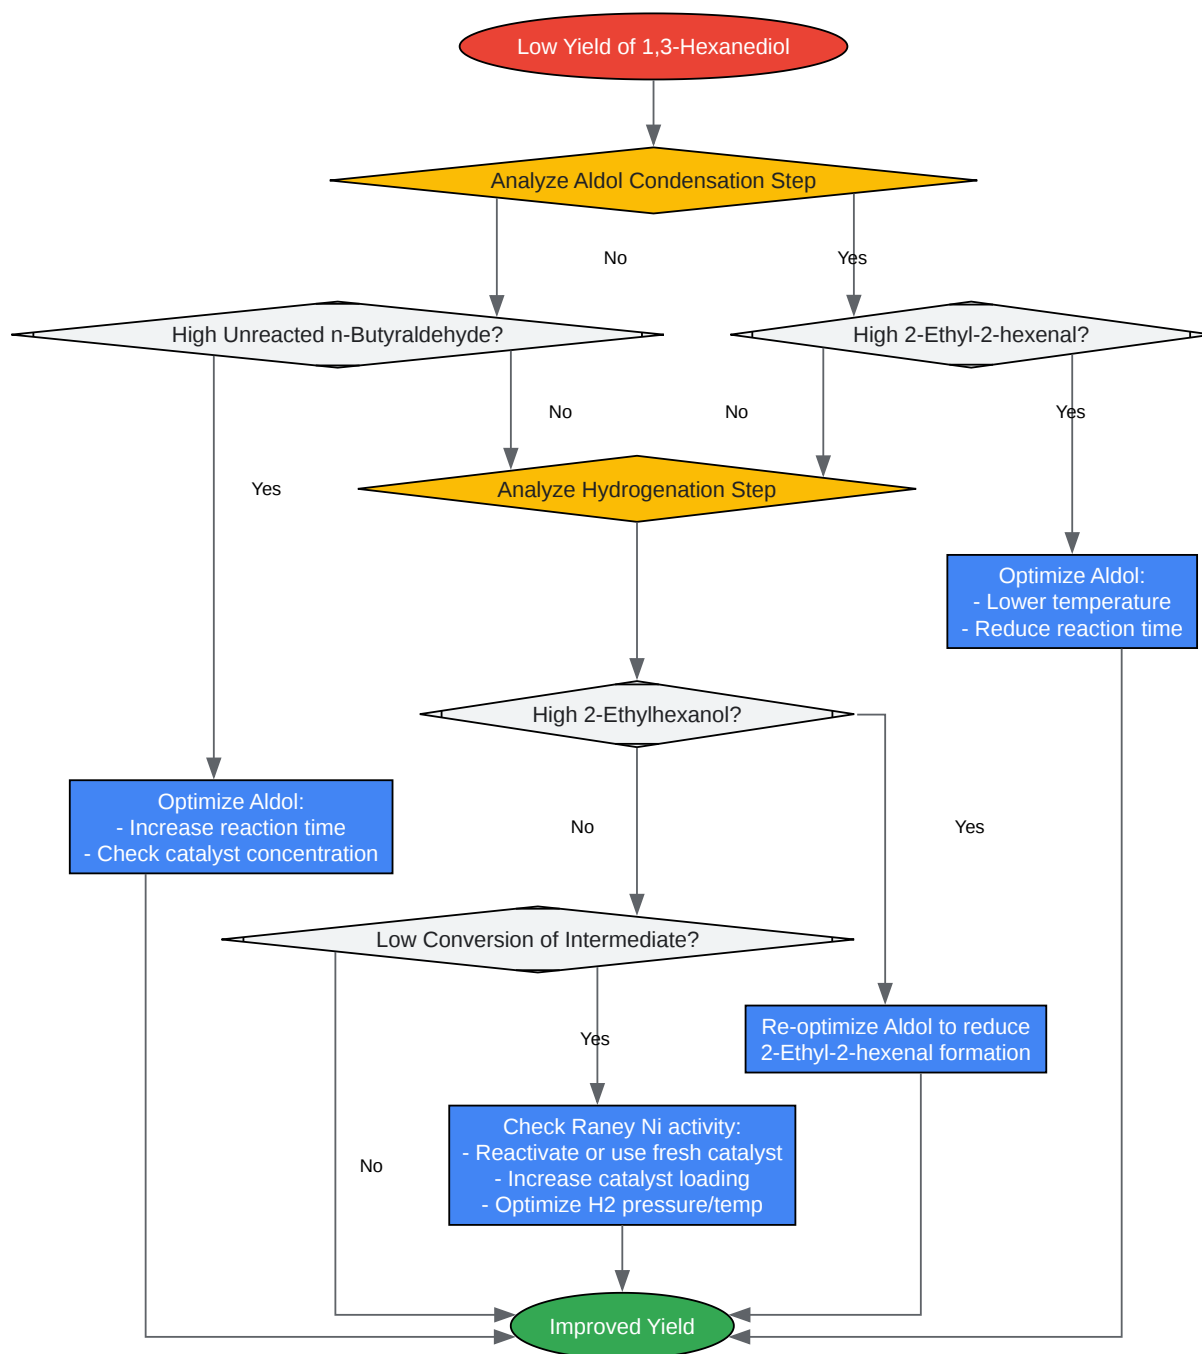 Low Yield of 1,3-Hexanediol
Analyze Aldol Condensation Step
No
Yes
High Unreacted n-Butyraldehyde?
High 2-Ethyl-2-hexenal?
No
No
Yes
Yes
Analyze Hydrogenation Step
Optimize Aldol:
- Lower temperature
- Reduce reaction time
High 2-Ethylhexanol?
Optimize Aldol:
- Increase reaction time
- Check catalyst concentration
No
Yes
Low Conversion of Intermediate?
Re-optimize Aldol to reduce
2-Ethyl-2-hexenal formation
Yes
Check Raney Ni activity:
- Reactivate or use fresh catalyst
- Increase catalyst loading
- Optimize H2 pressure/temp
No
Improved Yield